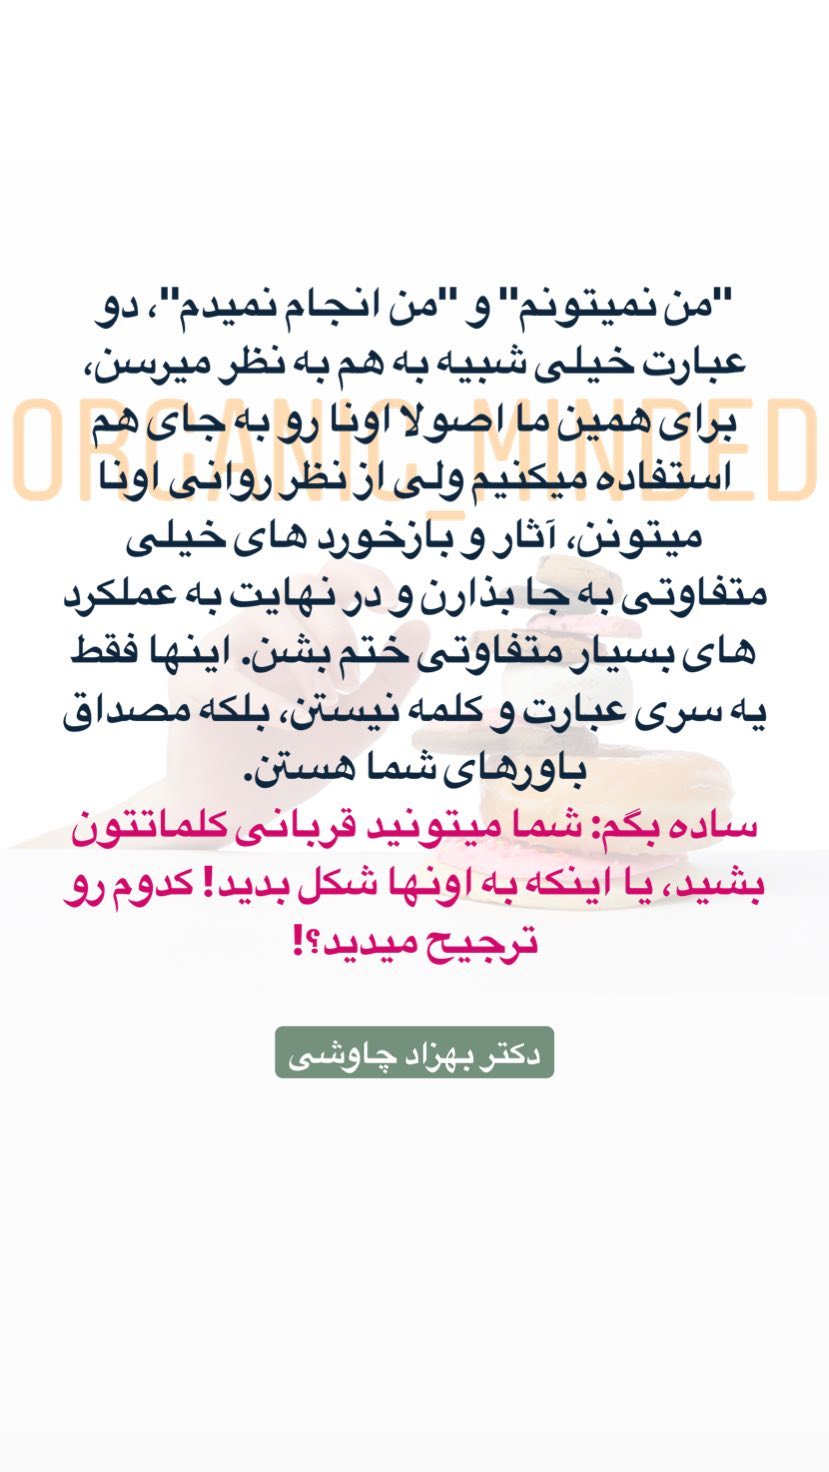 "من نمیتونم" و "من انجام نمیدم"، دو
عبارت خیلی شبیه به هم به نظر میرسن،
برای همین ما اصولا اونا رو به جای هم
استفاده میکنیم ولی از نظر روانی اونا
میتونن، آثار و بازخورد های خیلی
متفاوتی به جا بذارن و در نهایت به عملکرد
های بسیار متفاوتی ختم بشن. اینها فقط
یه سری عبارت و کلمه نیستن، بلکه مصداق
باورهای شما هستن.
ساده بگم: شما میتونید قربانی کلماتتون
بشید، یا اینکه به اونها شکل بدید! کدوم رو
ترجیح میدید؟!
دکتر بهزاد چاوشی
ORGANIC_MINDED